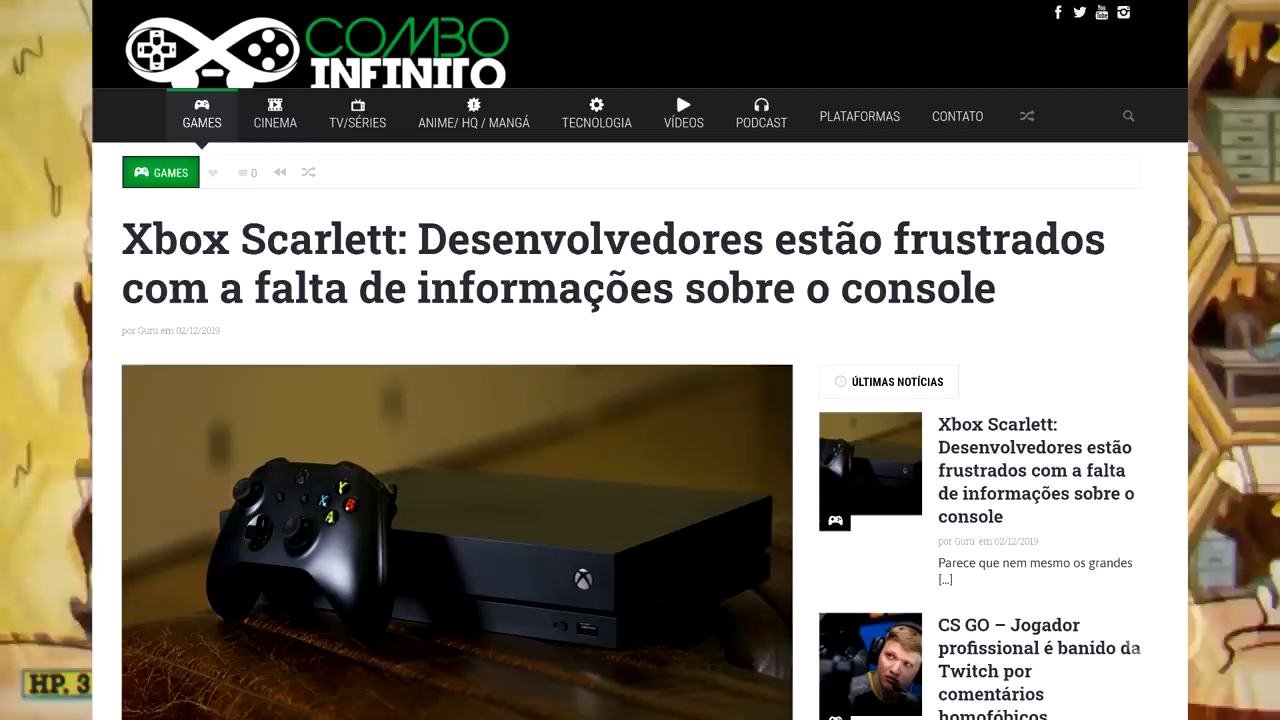 COMBO
INFINITO
GAMES
CINEMA
TV/SÉRIES
ANIME/ HQ / MANGÁ
TECNOLOGIA
VÍDEOS
PODCAST
PLATAFORMAS
CONTATO
GAMES
0
Xbox Scarlett: Desenvolvedores estão frustrados
com a falta de informações sobre o console
por Guru em 02/12/2019
Y
X
B
A
ÚLTIMAS NOTÍCIAS
Xbox Scarlett:
Desenvolvedores estão
frustrados com a falta
de informações sobre o
console
por Guru em 02/12/2019
Parece que nem mesmo os grandes
[...]
CS GO – Jogador
profissional é banido da
Twitch por
comentários
homofóbicos
HP. 3